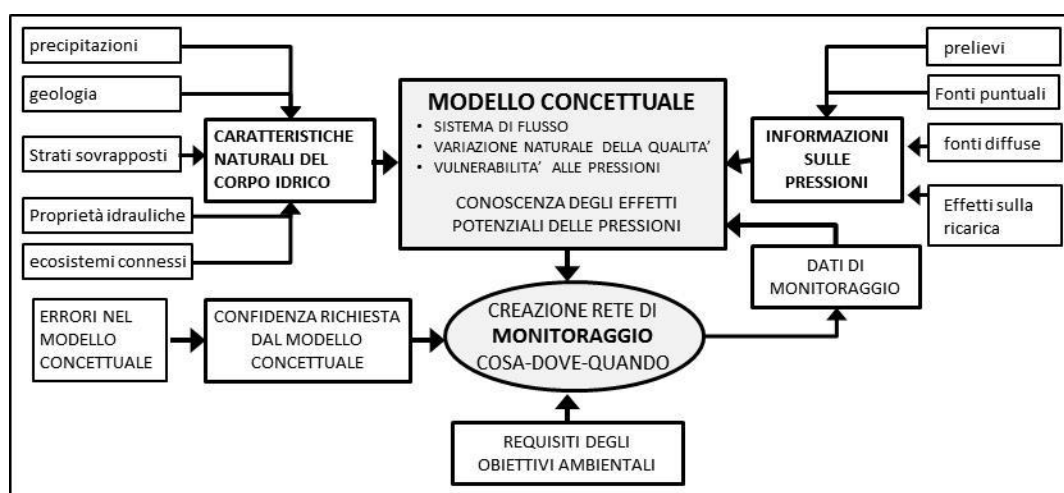 precipitazioni
geologia
Strati sovrapposti
Proprietà idrauliche
ecosistemi connessi
CARATTERISTICHE
NATURALI DEL
CORPO IDRICO
MODELLO CONCETTUALE
• SISTEMA DI FLUSSO
• VARIAZIONE NATURALE DELLA QUALITA’
• VULNERABILITA’ ALLE PRESSIONI
CONOSCENZA DEGLI EFFETTI
POTENZIALI DELLE PRESSIONI
INFORMAZIONI
SULLE
PRESSIONI
prelievi
Fonti puntuali
fonti diffuse
Effetti sulla
ricarica
ERRORI NEL
MODELLO
CONCETTUALE
CONFIDENZA RICHIESTA
DAL MODELLO
CONCETTUALE
CREAZIONE RETE DI
MONITORAGGIO
COSA-DOVE-QUANDO
DATI DI
MONITORAGGIO
REQUISITI DEGLI
OBIETTIVI AMBIENTALI